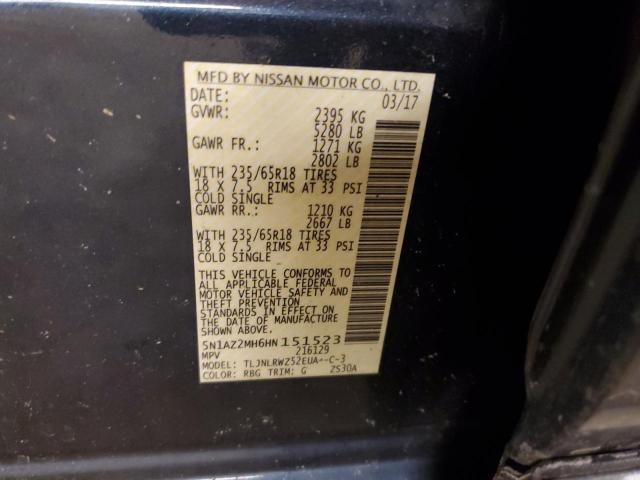 MFD BY NISSAN MOTOR CO., LTD.
DATE: 03/17
GVWR: 2395 KG
5280 LB
GAWR FR.: 1271 KG
2802 LB
WITH 235/65R18 TIRES
18 X 7.5 RIMS AT 33 PSI
COLD SINGLE
GAWR RR.: 1210 KG
2667 LB
WITH 235/65R18 TIRES
18 X 7.5 RIMS AT 33 PSI
COLD SINGLE
THIS VEHICLE CONFORMS TO
ALL APPLICABLE FEDERAL
MOTOR VEHICLE SAFETY AND
THEFT PREVENTION
STANDARDS IN EFFECT ON
THE DATE OF MANUFACTURE
SHOWN ABOVE.
5N1AZ2MH6HN151523
MPV 216129
MODEL: TLJNLRWZ52EUA--C-3
COLOR: RBG TRIM: G ZS30A